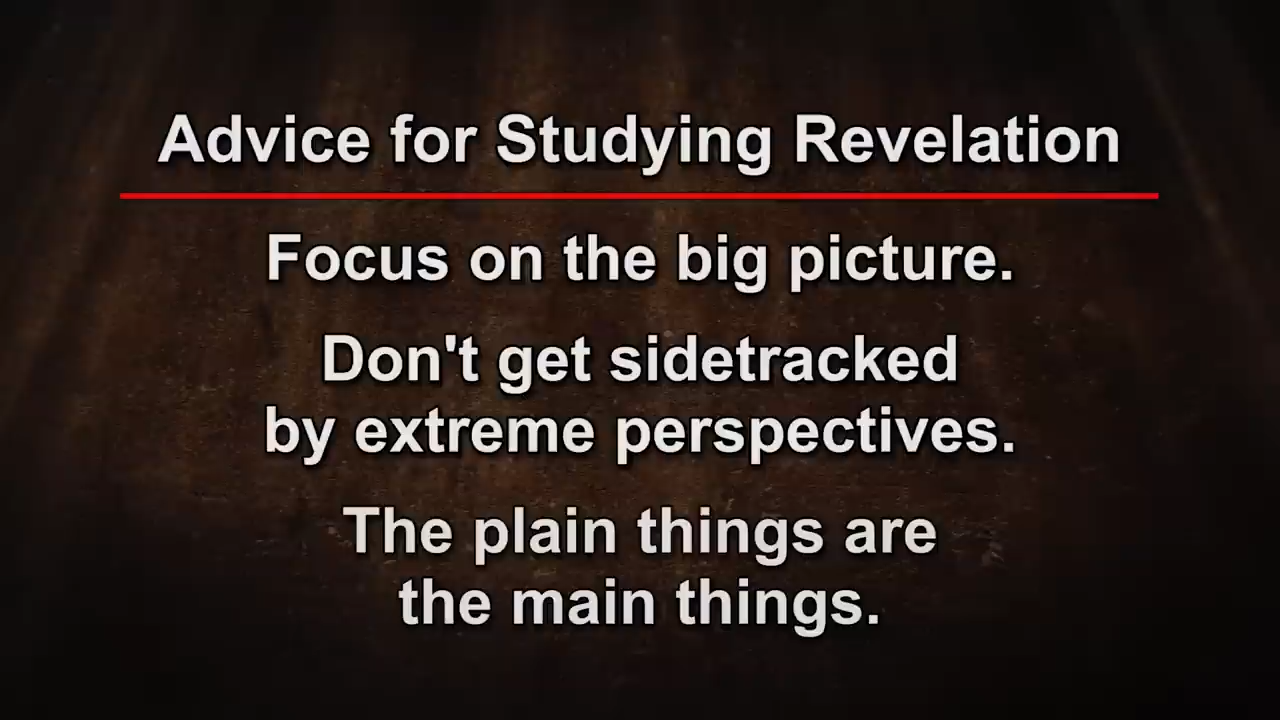 Advice for Studying Revelation
Focus on the big picture.
Don't get sidetracked
by extreme perspectives.
The plain things are
the main things.